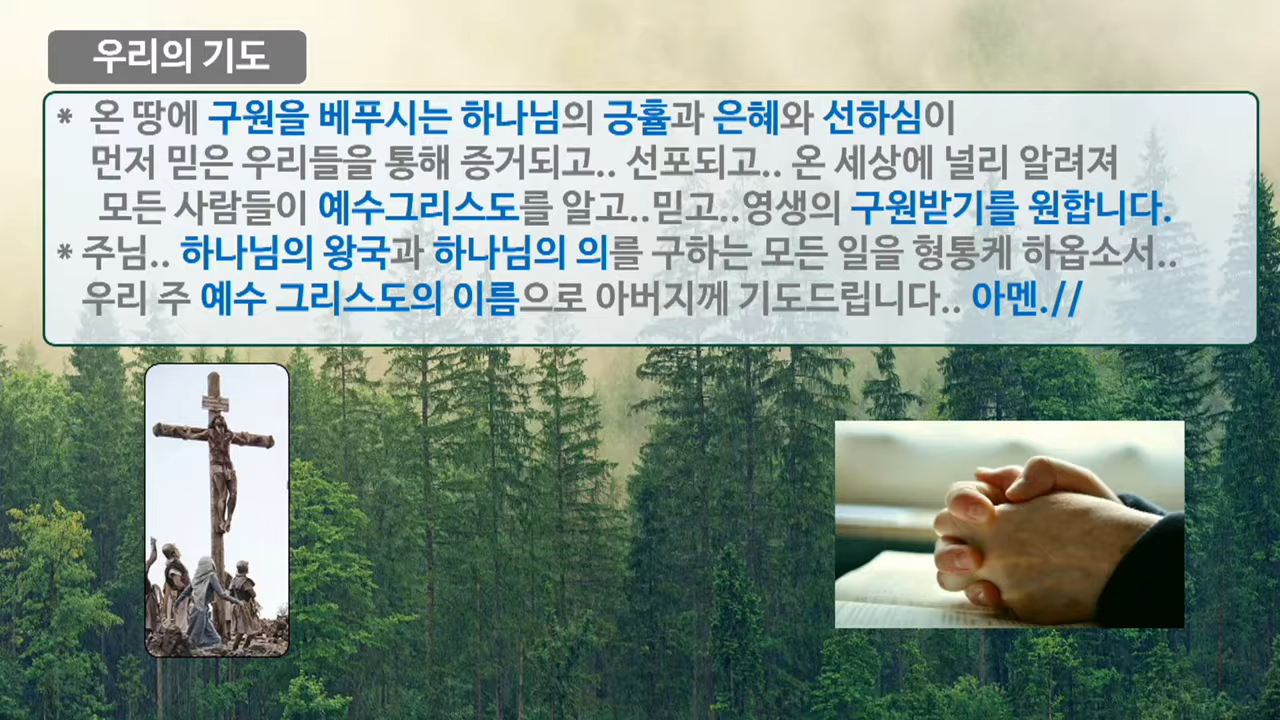 우리의 기도
* 온 땅에 구원을 베푸시는 하나님의 긍휼과 은혜와 선하심이
먼저 믿은 우리들을 통해 증거되고.. 선포되고.. 온 세상에 널리 알려져
모든 사람들이 예수그리스도를 알고..믿고..영생의 구원받기를 원합니다.
* 주님.. 하나님의 왕국과 하나님의 의를 구하는 모든 일을 형통케 하옵소서..
우리 주 예수 그리스도의 이름으로 아버지께 기도드립니다.. 아멘.//